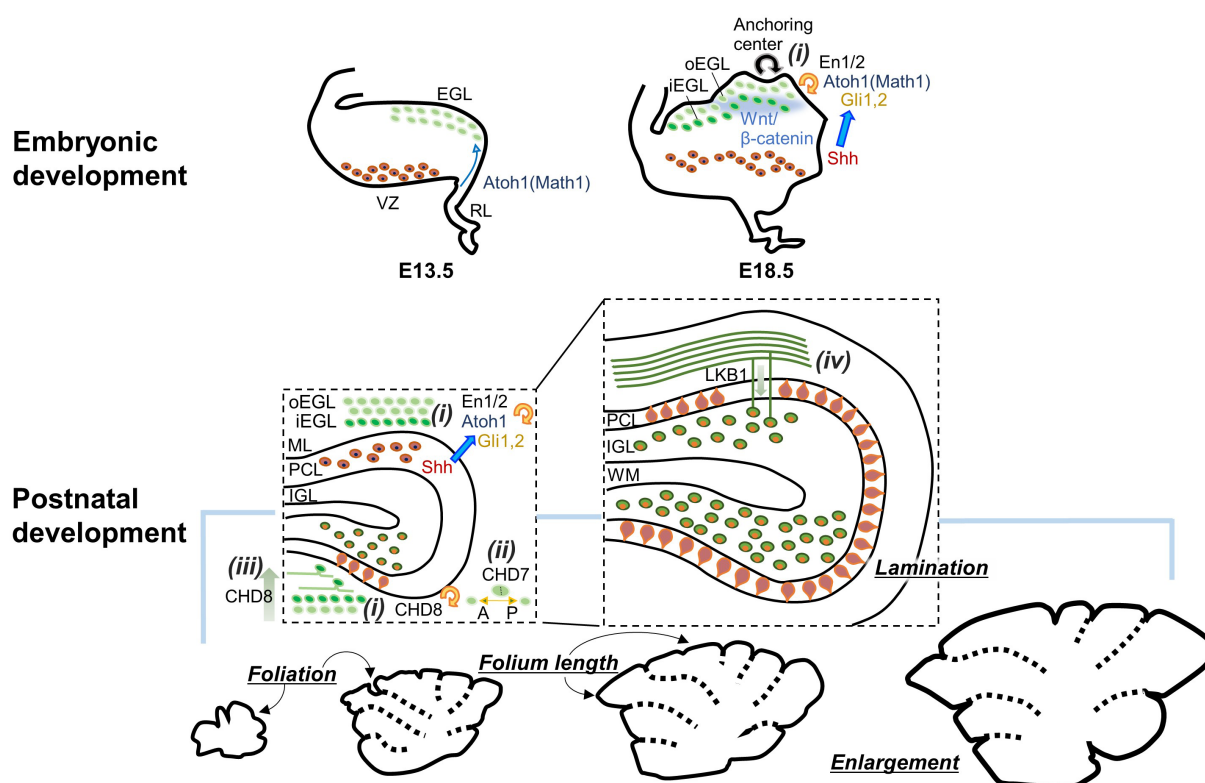 Embryonic
development
EGL
VZ
Atoh1(Math1)
RL
E13.5
Anchoring
center
(i)
oEGL
iEGL
En1/2
Atoh1(Math1)
Gli1,2
Wnt/
β-catenin
Shh
E18.5
Postnatal
development
oEGL
iEGL
(i)
En1/2
Atoh1
Gli1,2
ML
PCL
Shh
IGL
(iii)
CHD8
(i)
CHD8
(ii)
CHD7
A
P
LKB1
(iv)
PCL
IGL
WM
Lamination
Foliation
Folium length
Enlargement